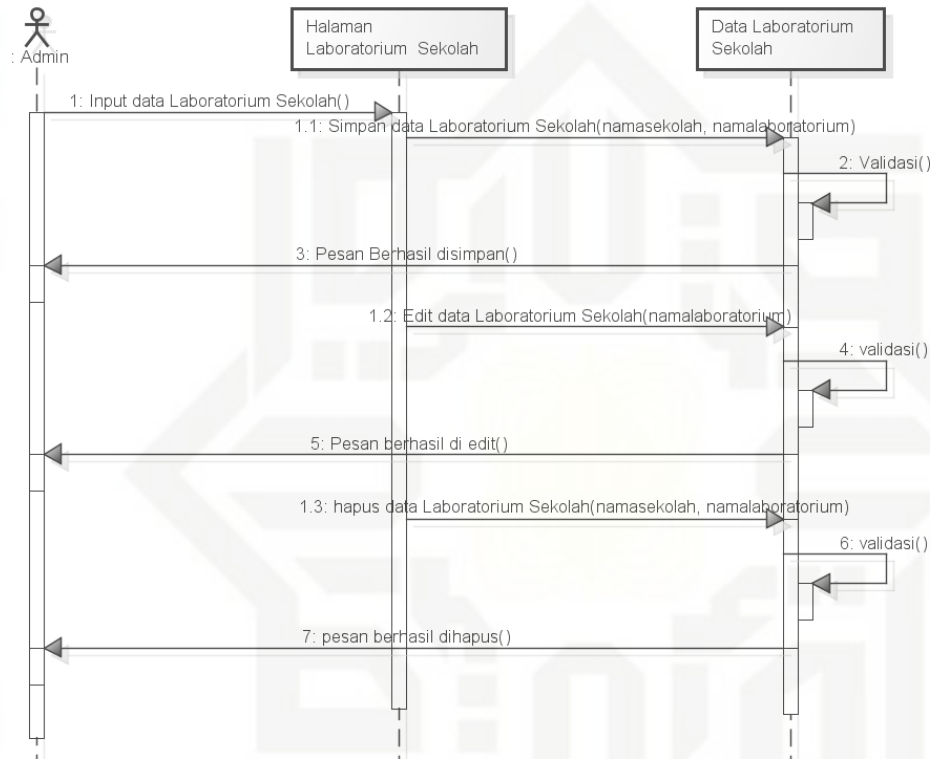 : Admin
Halaman
Laboratorium Sekolah
Data Laboratorium
Sekolah
1: Input data Laboratorium Sekolah()
1.1: Simpan data Laboratorium Sekolah(namasekolah, namalaboratorium)
2: Validasi()
3: Pesan Berhasil disimpan()
1.2: Edit data Laboratorium Sekolah(namalaboratorium)
4: validasi()
5: Pesan berhasil di edit()
1.3: hapus data Laboratorium Sekolah(namasekolah, namalaboratorium)
6: validasi()
7: pesan berhasil dihapus()